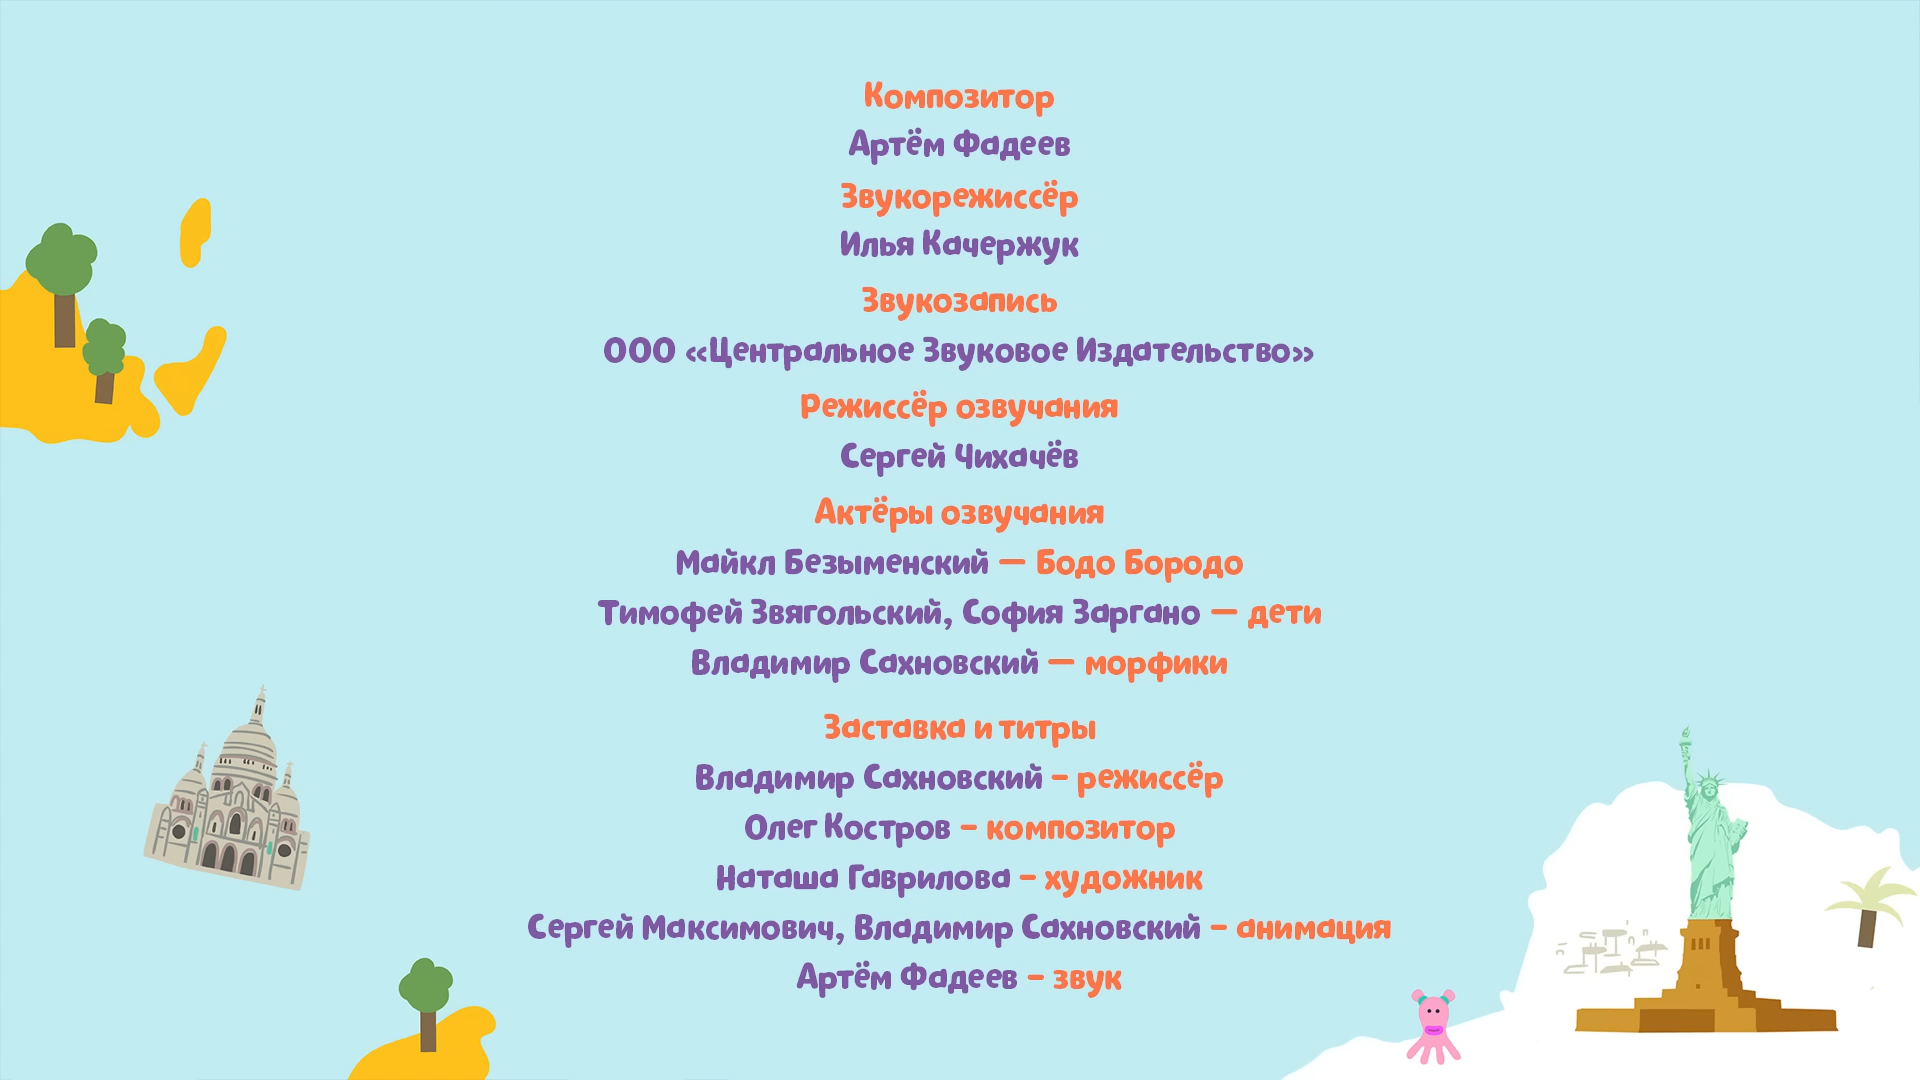 Композитор
Артём Фадеев
Звукорежиссёр
Илья Качержук
Звукозапись
ООО «Центральное Звуковое Издательство»
Режиссёр озвучания
Сергей Чихачёв
Актёры озвучания
Майкл Безыменский — Бодо Бородо
Тимофей Звягольский, София Заргано — дети
Владимир Сахновский — морфики
Заставка и титры
Владимир Сахновский – режиссёр
Олег Костров – композитор
Наташа Гаврилова – художник
Сергей Максимович, Владимир Сахновский – анимация
Артём Фадеев – звук